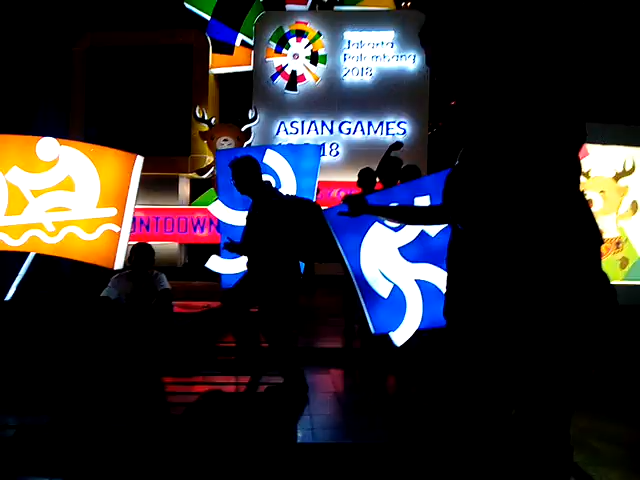 Jakarta
Palembang
2018
ASIAN GAMES
18
UNTDOWN